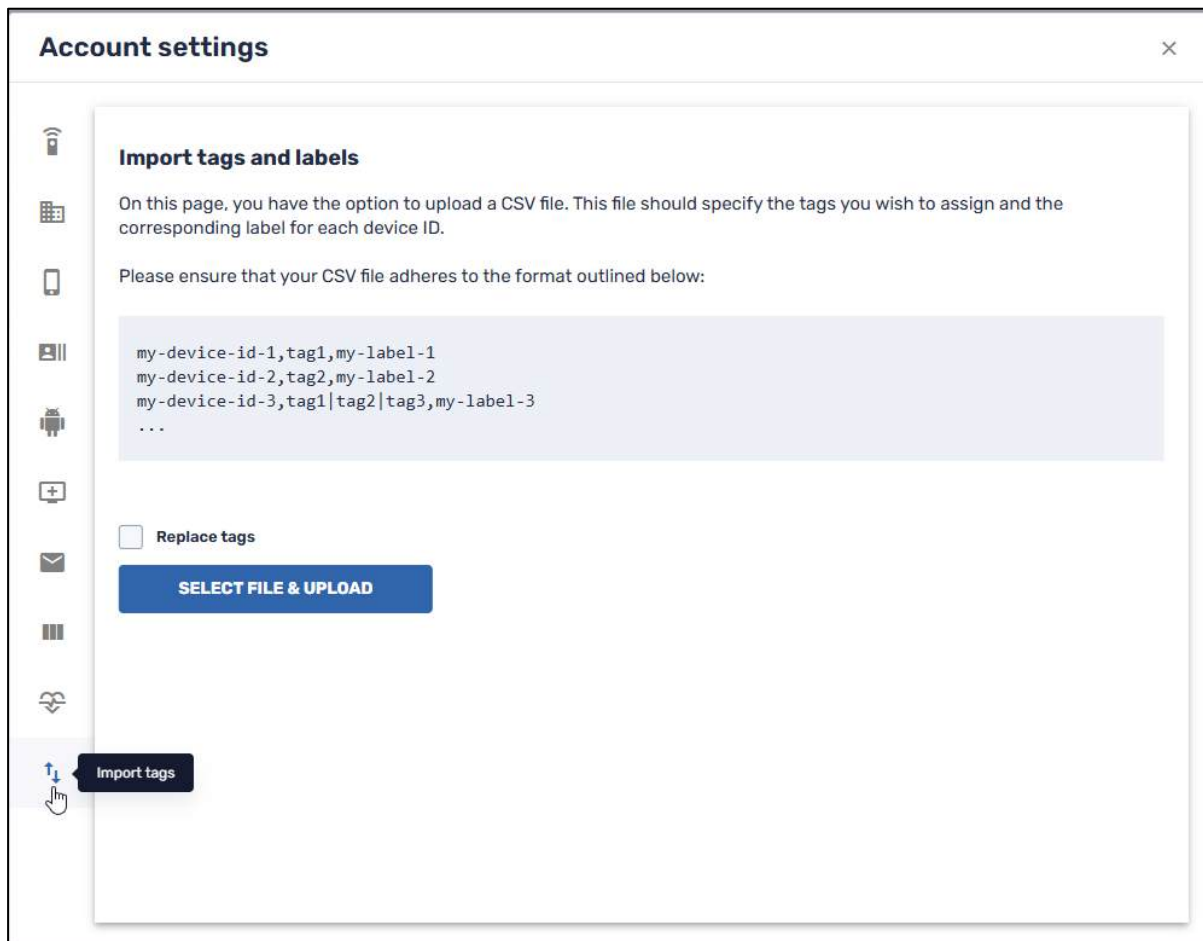 Account settings
Import tags and labels
On this page, you have the option to upload a CSV file. This file should specify the tags you wish to assign and the
corresponding label for each device ID.
Please ensure that your CSV file adheres to the format outlined below:
my-device-id-1,tag1,my-label-1
my-device-id-2,tag2,my-label-2
my-device-id-3,tag1|tag2|tag3,my-label-3
...
Replace tags
SELECT FILE & UPLOAD
Import tags